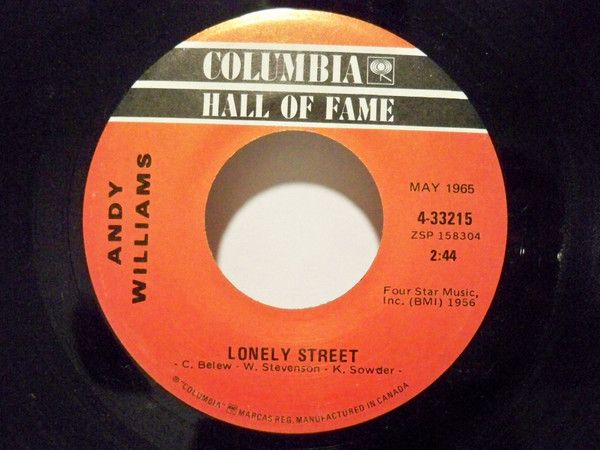 COLUMBIA
HALL OF FAME
ANDY
WILLIAMS
MAY 1965
4-33215
ZSP 158304
2:44
Four Star Music,
Inc. (BMI) 1956
LONELY STREET
- C. Belew - W. Stevenson - K. Sowder -
® "COLUMBIA" MARCAS REG. MANUFACTURED IN CANADA